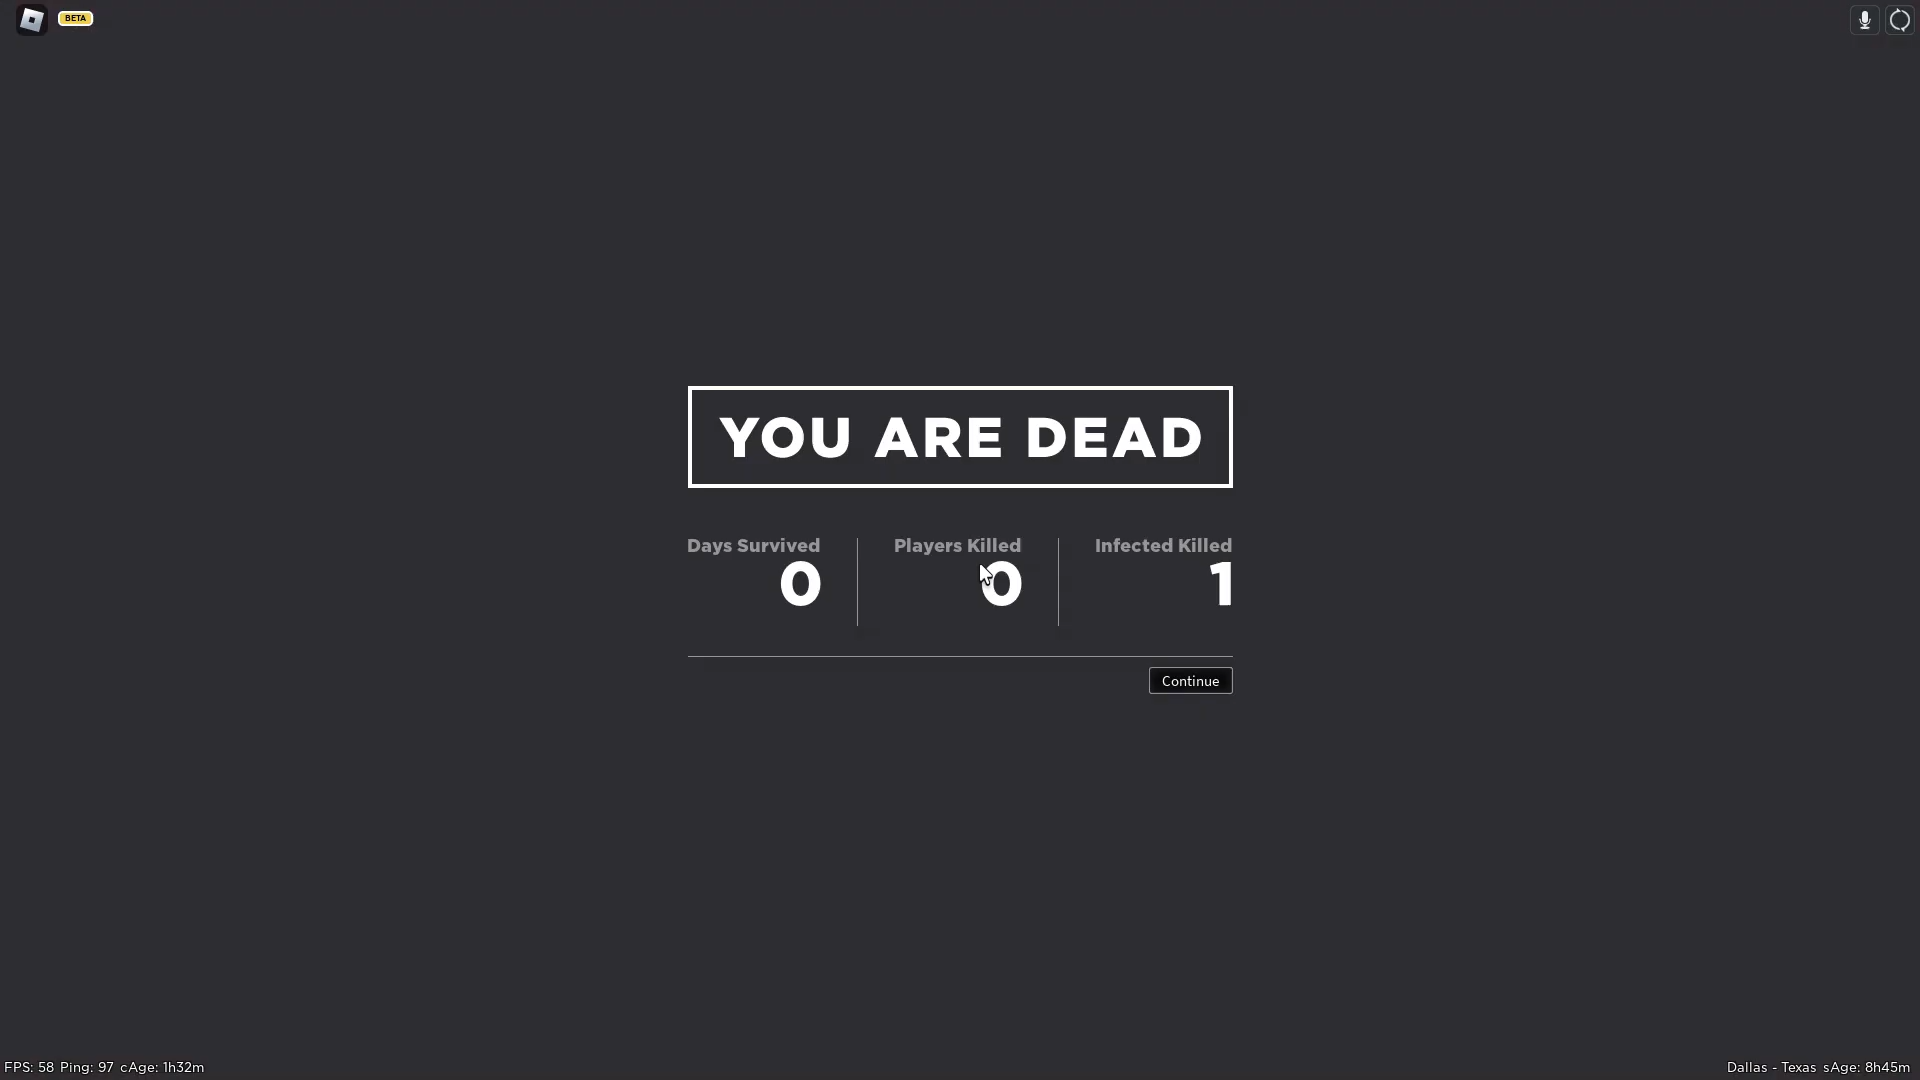 BETA
YOU ARE DEAD
Days Survived
0
Players Killed
0
Infected Killed
1
Continue
FPS: 58 Ping: 97 cAge: 1h32m
Dallas - Texas sAge: 8h45m